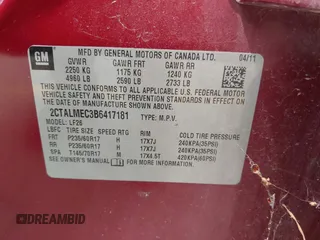 GM
MFD BY GENERAL MOTORS OF CANADA LTD.
04/11
GVWR GAWR FRT GAWR RR
2250 KG 1175 KG 1240 KG
4960 LB 2590 LB 2733 LB
THIS VEHICLE CONFORMS TO ALL APPLICABLE U.S. FEDERAL MOTOR
VEHICLE SAFETY AND THEFT PREVENTION STANDARDS IN EFFECT ON
THE DATE OF MANUFACTURE SHOWN ABOVE.
2CTALMEC3B6417181 TYPE: M.P.V.
MODEL: LF26
LBFC TIRE SIZE SPEED RTG RIM COLD TIRE PRESSURE
FRT P235/60R17 H 17X7J 240KPA(35PSI)
RR P235/60R17 H 17X7J 240KPA(35PSI)
SPA T145/70R17 M 17X4.5T 420KPA(60PSI)
SEE OWNER'S MANUAL
DIAMOND BID